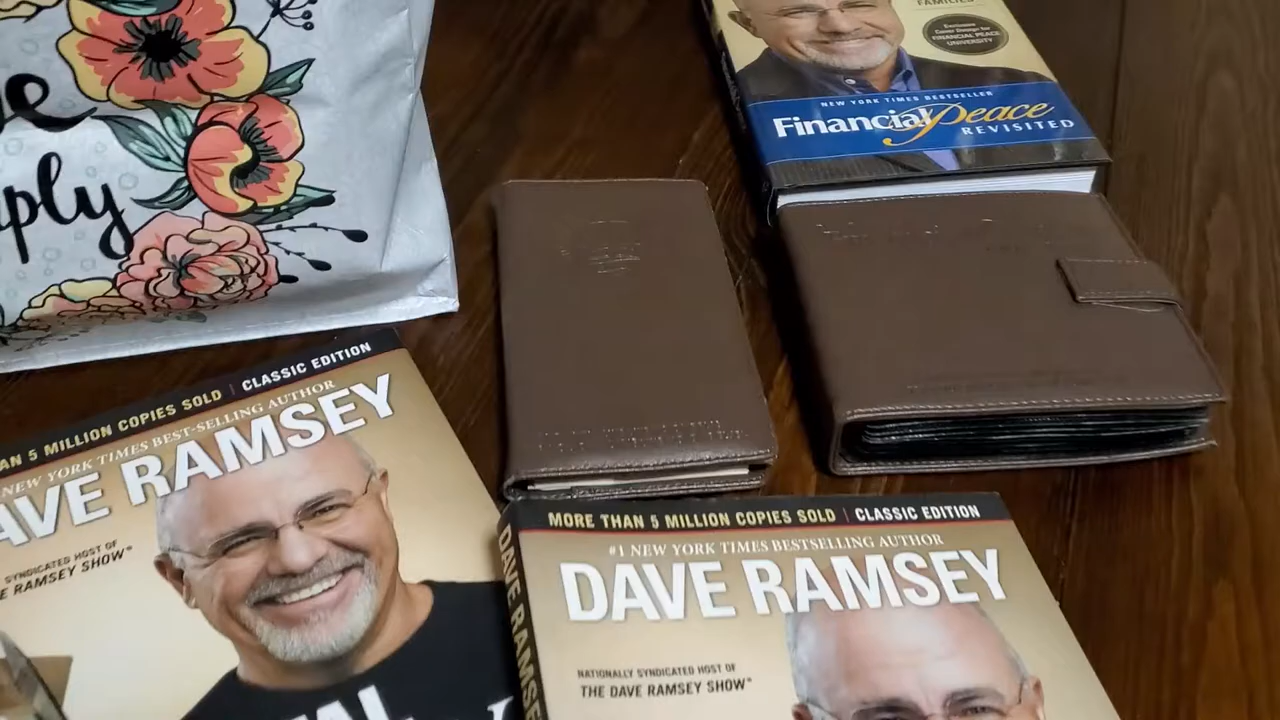 FAMILIES
Exclusive
Cover Design for
FINANCIAL PEACE
UNIVERSITY
NEW YORK TIMES BESTSELLER
Financial Peace
REVISITED
ply
5 MILLION COPIES SOLD | CLASSIC EDITION
NEW YORK TIMES BEST-SELLING AUTHOR
AVE RAMSEY
SYNDICATED HOST OF
E RAMSEY SHOW®
MORE THAN 5 MILLION COPIES SOLD | CLASSIC EDITION
#1 NEW YORK TIMES BESTSELLING AUTHOR
DAVE RAMSEY
NATIONALLY SYNDICATED HOST OF
THE DAVE RAMSEY SHOW®
DAVE RAMSE